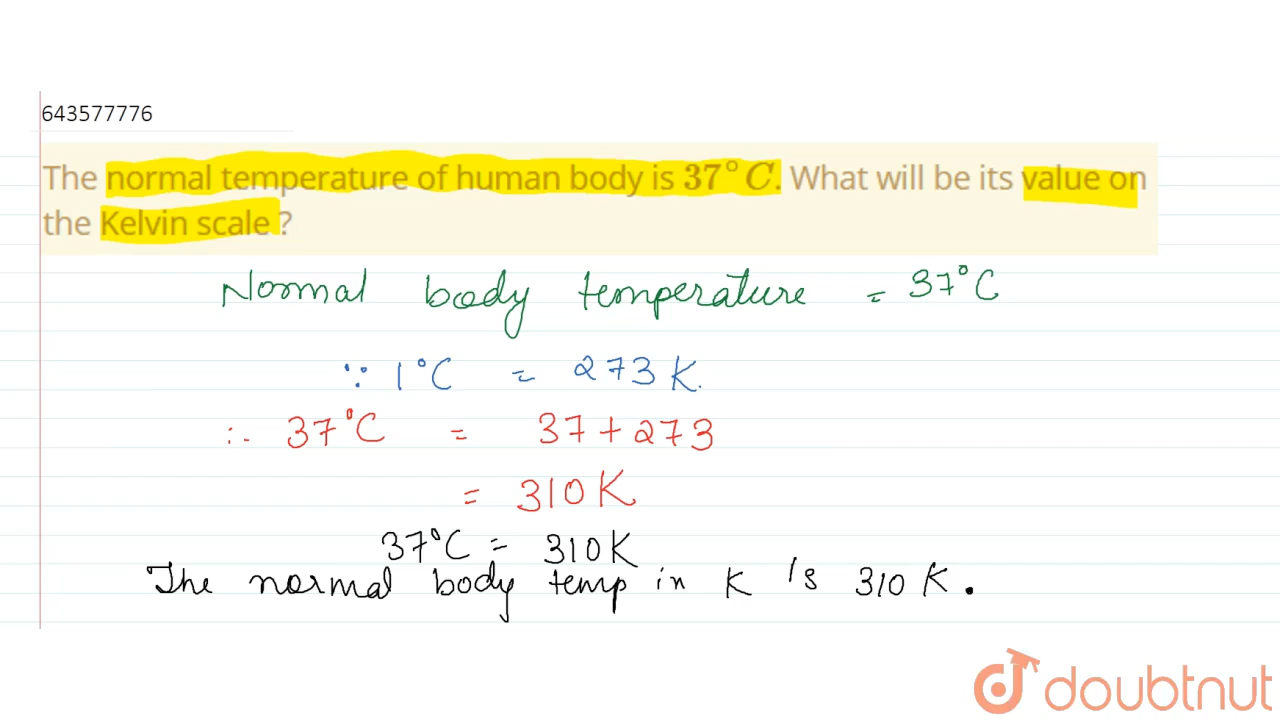 643577776
The normal temperature of human body is 37°C. What will be its value on
the Kelvin scale ?
Normal body temperature = 37°C
∵ 1°C = 273 K.
∴ 37°C = 37 + 273
= 310 K
37°C = 310 K
The normal body temp in K is 310 K.
doubtnut